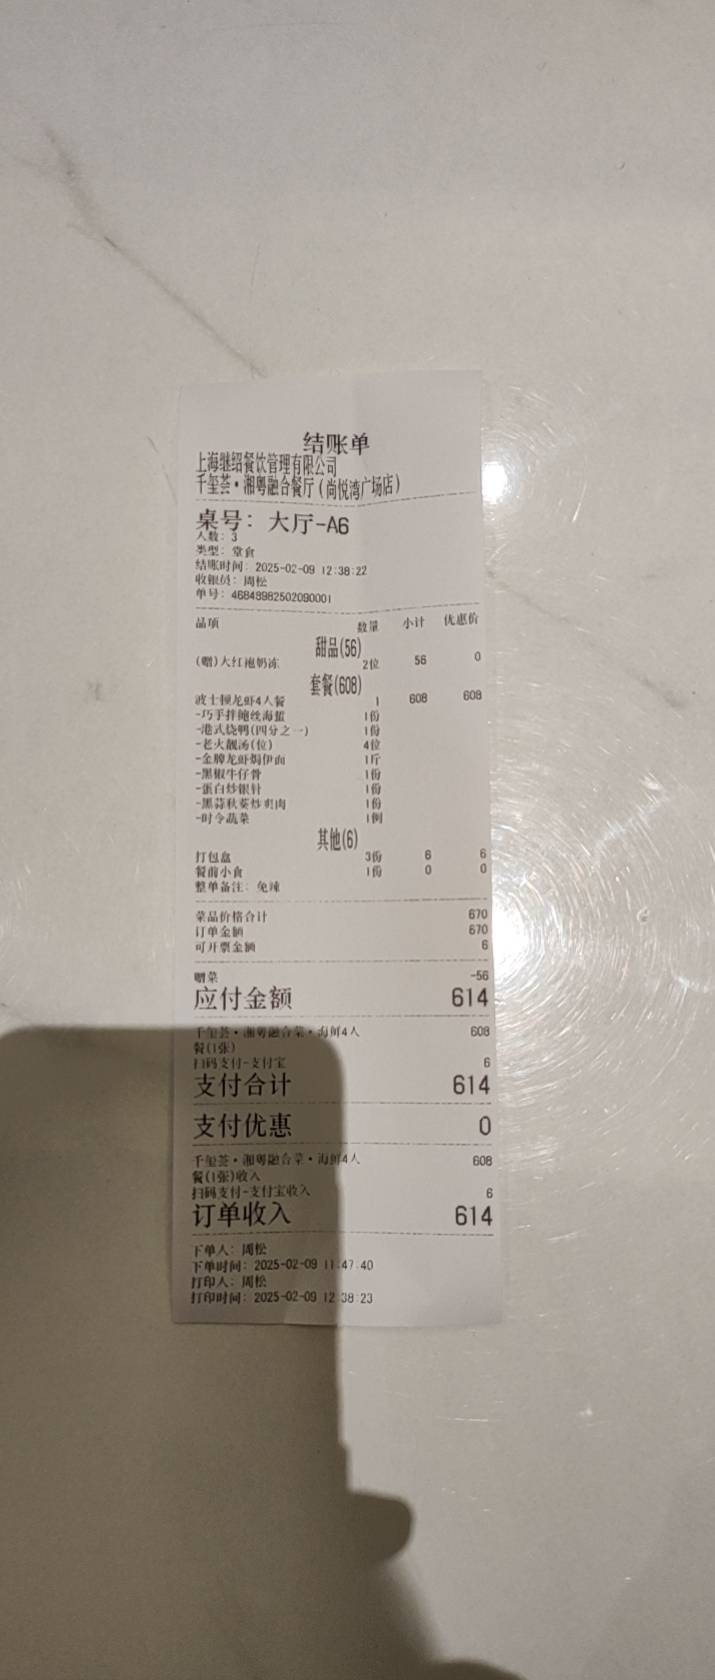 结账单
上海继绍餐饮管理有限公司
千玺荟·湘粤融合餐厅(尚悦湾广场店)
桌号: 大厅-A6
人数: 3
类型: 堂食
结账时间: 2025-02-09 12:38:22
收银员: 周松
单号: 46848982502090001
品项 数量 小计 优惠价
甜品(56)
(赠)大红袍奶冻 2位 56 0
套餐(608)
波士顿龙虾4人餐 1 608 608
-巧手拌鲍丝海蜇 1份
-港式烧鸭(四分之一) 1份
-老火靓汤(位) 4位
-金牌龙虾焗伊面 1斤
-黑椒牛仔骨 1份
-蛋白炒银针 1份
-黑蒜秋葵炒爽肉 1份
-时令蔬菜 1例
其他(6)
打包盒 3份 6 6
餐前小食 1份 0 0
整单备注: 免辣
菜品价格合计 670
订单金额 670
可开票金额 6
赠菜 -56
应付金额 614
千玺荟·湘粤融合菜·海鲜4人 608
餐(1张)
扫码支付-支付宝 6
支付合计 614
支付优惠 0
千玺荟·湘粤融合菜·海鲜4人 608
餐(1张)收入
扫码支付-支付宝收入 6
订单收入 614
下单人: 周松
下单时间: 2025-02-09 11:47:40
打印人: 周松
打印时间: 2025-02-09 12:38:23